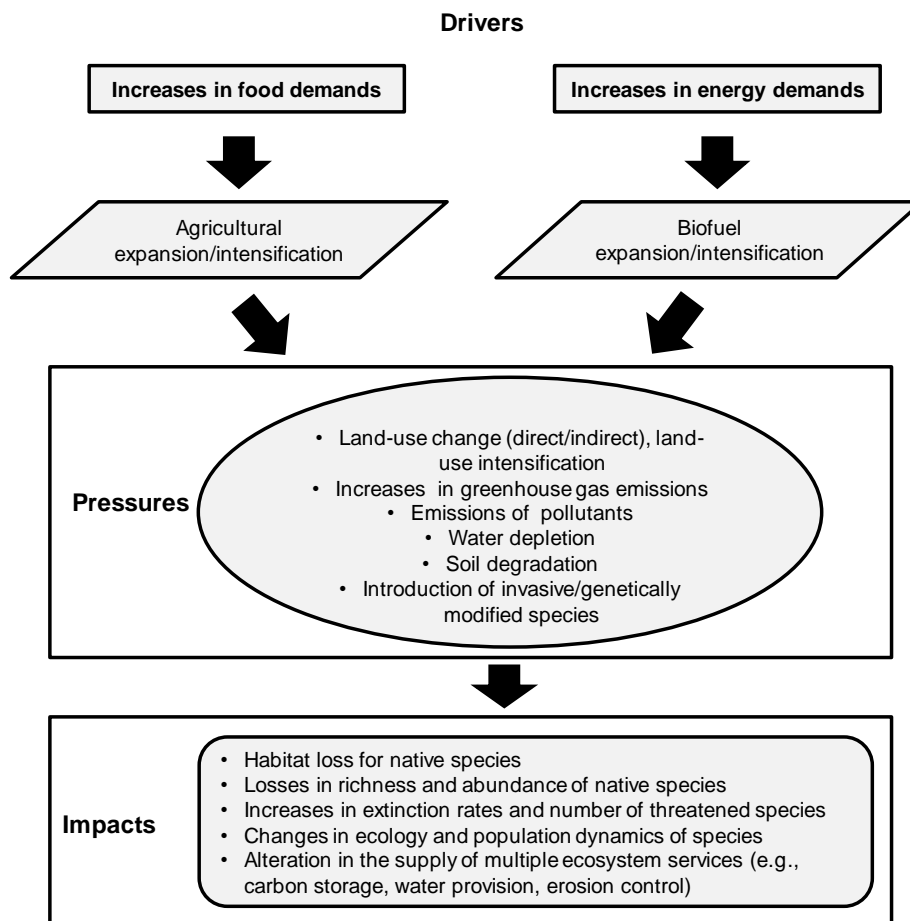 Drivers
Increases in food demands
Increases in energy demands
Agricultural
expansion/intensification
Biofuel
expansion/intensification
Pressures
• Land-use change (direct/indirect), land-
use intensification
• Increases in greenhouse gas emissions
• Emissions of pollutants
• Water depletion
• Soil degradation
• Introduction of invasive/genetically
modified species
Impacts
• Habitat loss for native species
• Losses in richness and abundance of native species
• Increases in extinction rates and number of threatened species
• Changes in ecology and population dynamics of species
• Alteration in the supply of multiple ecosystem services (e.g.,
carbon storage, water provision, erosion control)